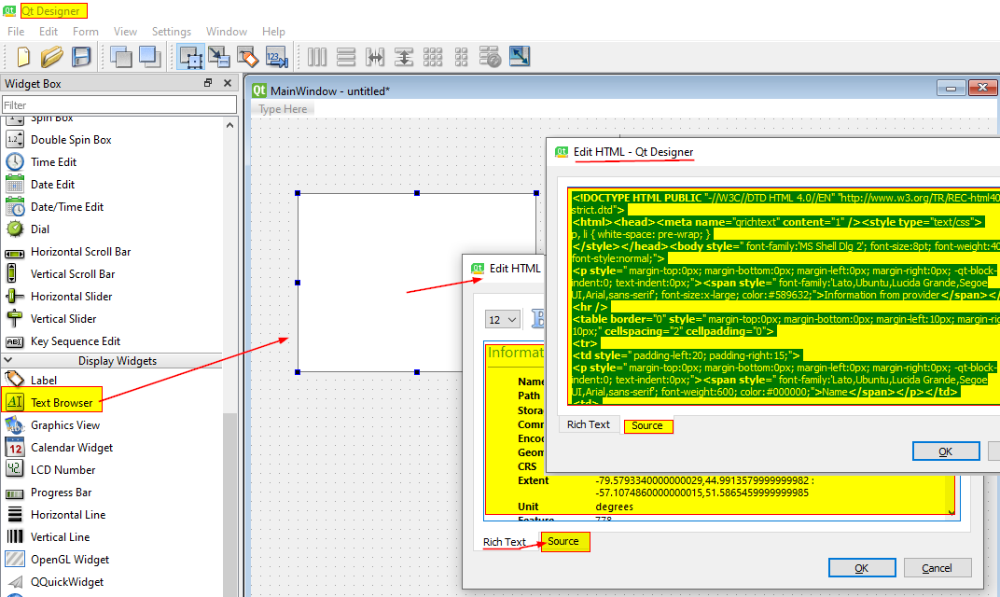 Qt Designer
File Edit Form View Settings Window Help
Widget Box
Filter
Spin Box
Double Spin Box
Time Edit
Date Edit
Date/Time Edit
Dial
Horizontal Scroll Bar
Vertical Scroll Bar
Horizontal Slider
Vertical Slider
Key Sequence Edit
Display Widgets
Label
Text Browser
Graphics View
Calendar Widget
LCD Number
Progress Bar
Horizontal Line
Vertical Line
OpenGL Widget
QQuickWidget
MainWindow - untitled*
Type Here
Edit HTML
12
Informat
Name
Path
Stora
Comm
Encod
Geom
CRS
Extent -79.5793340000000029,44.9913579999999982 :
-57.1074860000000015,51.5865459999999985
Unit degrees
Feature 778
Rich Text Source
OK Cancel
Edit HTML - Qt Designer
<!DOCTYPE HTML PUBLIC "-//W3C//DTD HTML 4.0//EN" "http://www.w3.org/TR/REC-html40
strict.dtd">
<html><head><meta name="qrichtext" content="1" /><style type="text/css">
p, li { white-space: pre-wrap; }
</style></head><body style=" font-family:'MS Shell Dlg 2'; font-size:8pt; font-weight:40
font-style:normal;">
<p style=" margin-top:0px; margin-bottom:0px; margin-left:0px; margin-right:0px; -qt-block-
indent:0; text-indent:0px;"><span style=" font-family:'Lato,Ubuntu,Lucida Grande,Segoe
UI,Arial,sans-serif'; font-size:x-large; color:#589632;">Information from provider</span></
<hr />
<table border="0" style=" margin-top:0px; margin-bottom:0px; margin-left:10px; margin-rig
10px;" cellspacing="2" cellpadding="0">
<tr>
<td style=" padding-left:20; padding-right:15;">
<p style=" margin-top:0px; margin-bottom:0px; margin-left:0px; margin-right:0px; -qt-block-
indent:0; text-indent:0px;"><span style=" font-family:'Lato,Ubuntu,Lucida Grande,Segoe
UI,Arial,sans-serif'; font-weight:600; color:#000000;">Name</span></p></td>
<td>
Rich Text Source
OK